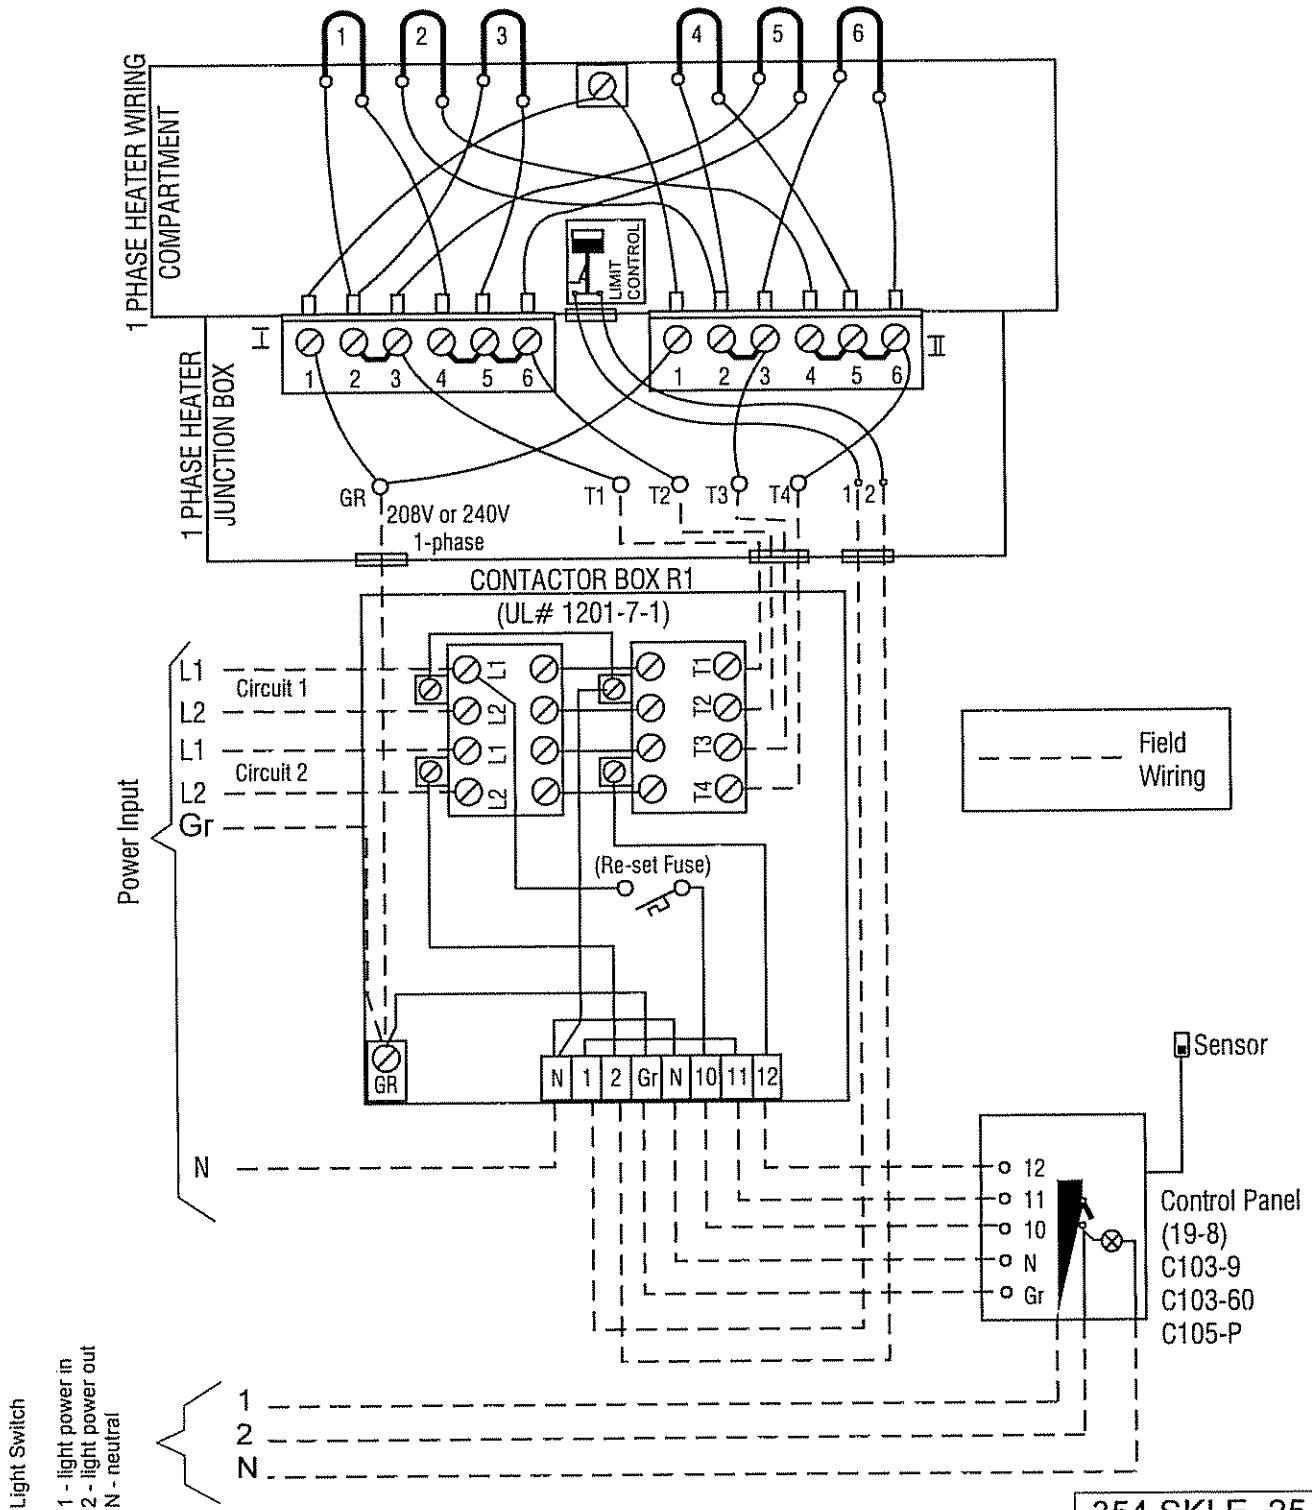 1 2 3 4 5 6
1 PHASE HEATER WIRING
COMPARTMENT
LIMIT
CONTROL
1 PHASE HEATER
JUNCTION BOX
I
1 2 3 4 5 6
II
1 2 3 4 5 6
GR
T1 T2 T3 T4 1 2
208V or 240V
1-phase
CONTACTOR BOX R1
(UL# 1201-7-1)
Power Input
L1
Circuit 1
L2
L1
Circuit 2
L2
Gr
N
L1
L2
L1
L2
T1
T2
T3
T4
(Re-set Fuse)
GR
N 1 2 Gr N 10 11 12
Field
Wiring
Sensor
12
11
10
N
Gr
Control Panel
(19-8)
C103-9
C103-60
C105-P
Light Switch
1 - light power in
2 - light power out
N - neutral
1
2
N